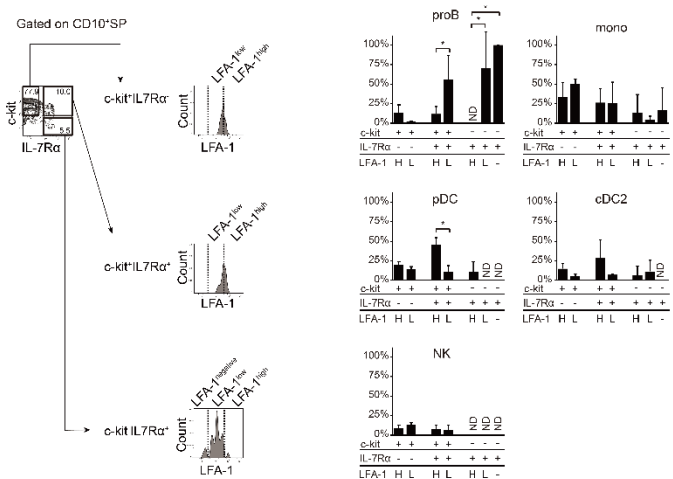 Gated on CD10⁺SP
c-kit
77.9
10.0
5.5
IL-7Rα
c-kit⁺IL7Rα⁻
LFA-1low
LFA-1high
Count
LFA-1
c-kit⁺IL7Rα⁺
LFA-1low
LFA-1high
Count
LFA-1
c-kit IL7Rα⁺
LFA-1negative
LFA-1low
LFA-1high
Count
LFA-1
proB
* * *
100%
75%
50%
25%
0%
ND
c-kit + + + + - - -
IL-7Rα - - + + + + +
LFA-1 H L H L H L -
mono
100%
75%
50%
25%
0%
c-kit + + + + - - -
IL-7Rα - - + + + + +
LFA-1 H L H L H L -
pDC
*
100%
75%
50%
25%
0%
ND ND
c-kit + + + + - - -
IL-7Rα - - + + + + +
LFA-1 H L H L H L -
cDC2
100%
75%
50%
25%
0%
ND
c-kit + + + + - - -
IL-7Rα - - + + + + +
LFA-1 H L H L H L -
NK
100%
75%
50%
25%
0%
ND ND ND
c-kit + + + + - - -
IL-7Rα - - + + + + +
LFA-1 H L H L H L -